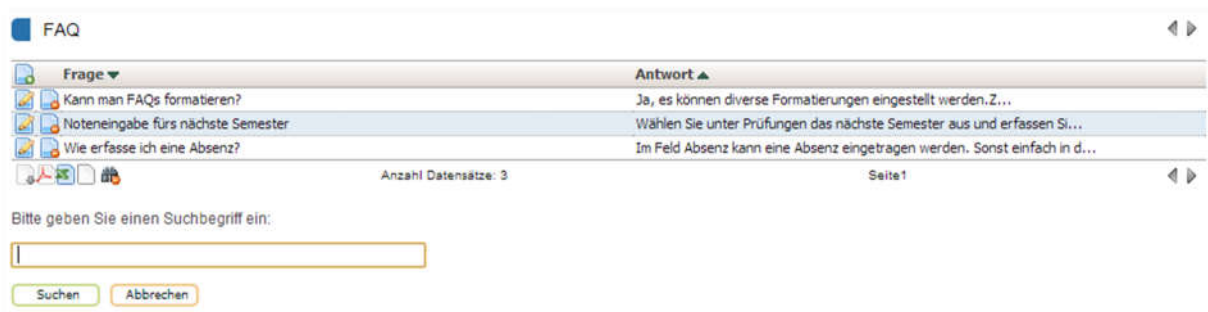 FAQ
Frage Antwort
Kann man FAQs formatieren? Ja, es können diverse Formatierungen eingestellt werden.Z...
Noteneingabe fürs nächste Semester Wählen Sie unter Prüfungen das nächste Semester aus und erfassen Si...
Wie erfasse ich eine Absenz? Im Feld Absenz kann eine Absenz eingetragen werden. Sonst einfach in d...
Anzahl Datensätze: 3 Seite1
Bitte geben Sie einen Suchbegriff ein:
Suchen Abbrechen